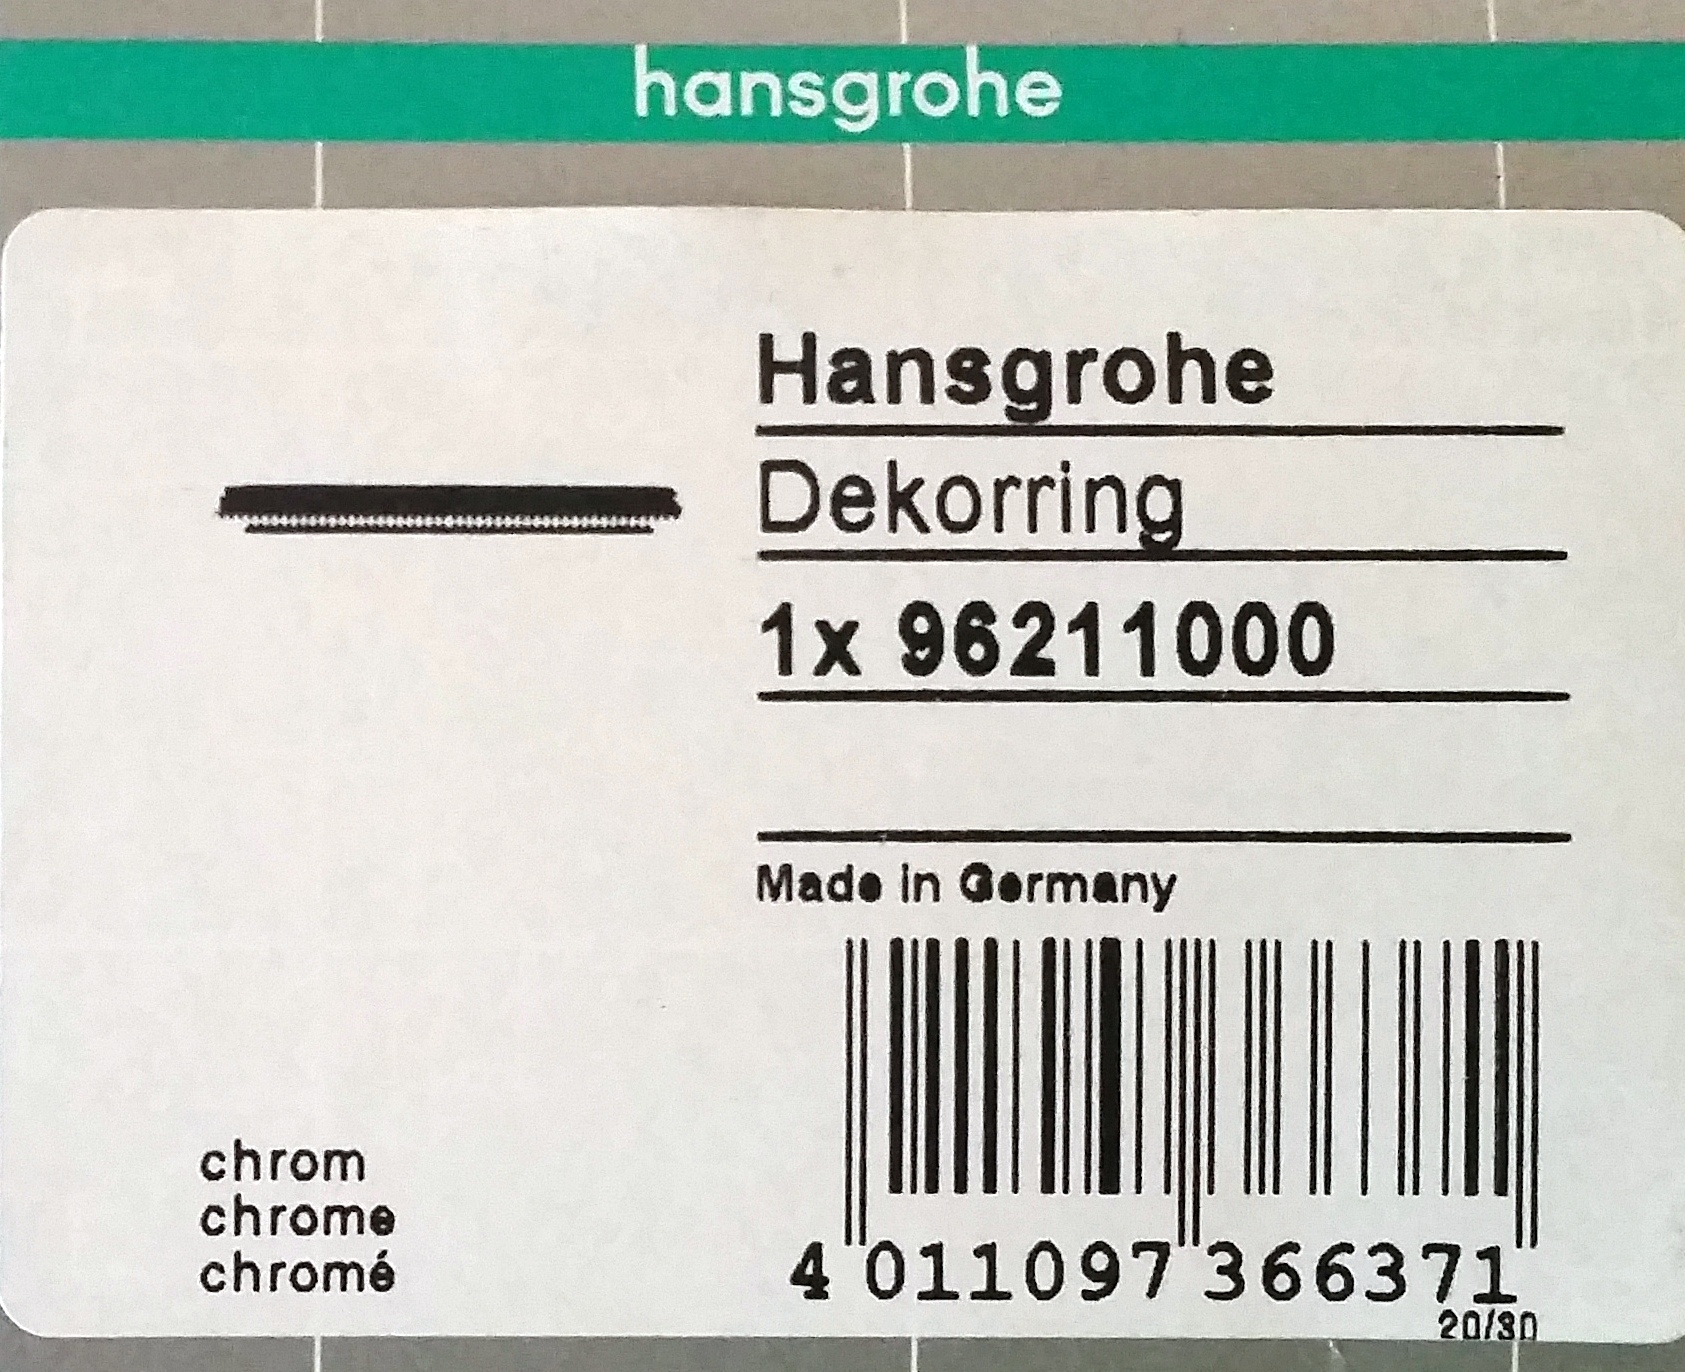 hansgrohe
Hansgrohe
Dekorring
1x 96211000
Made in Germany
chrom
chrome
chromé
4 011097 366371
20/30